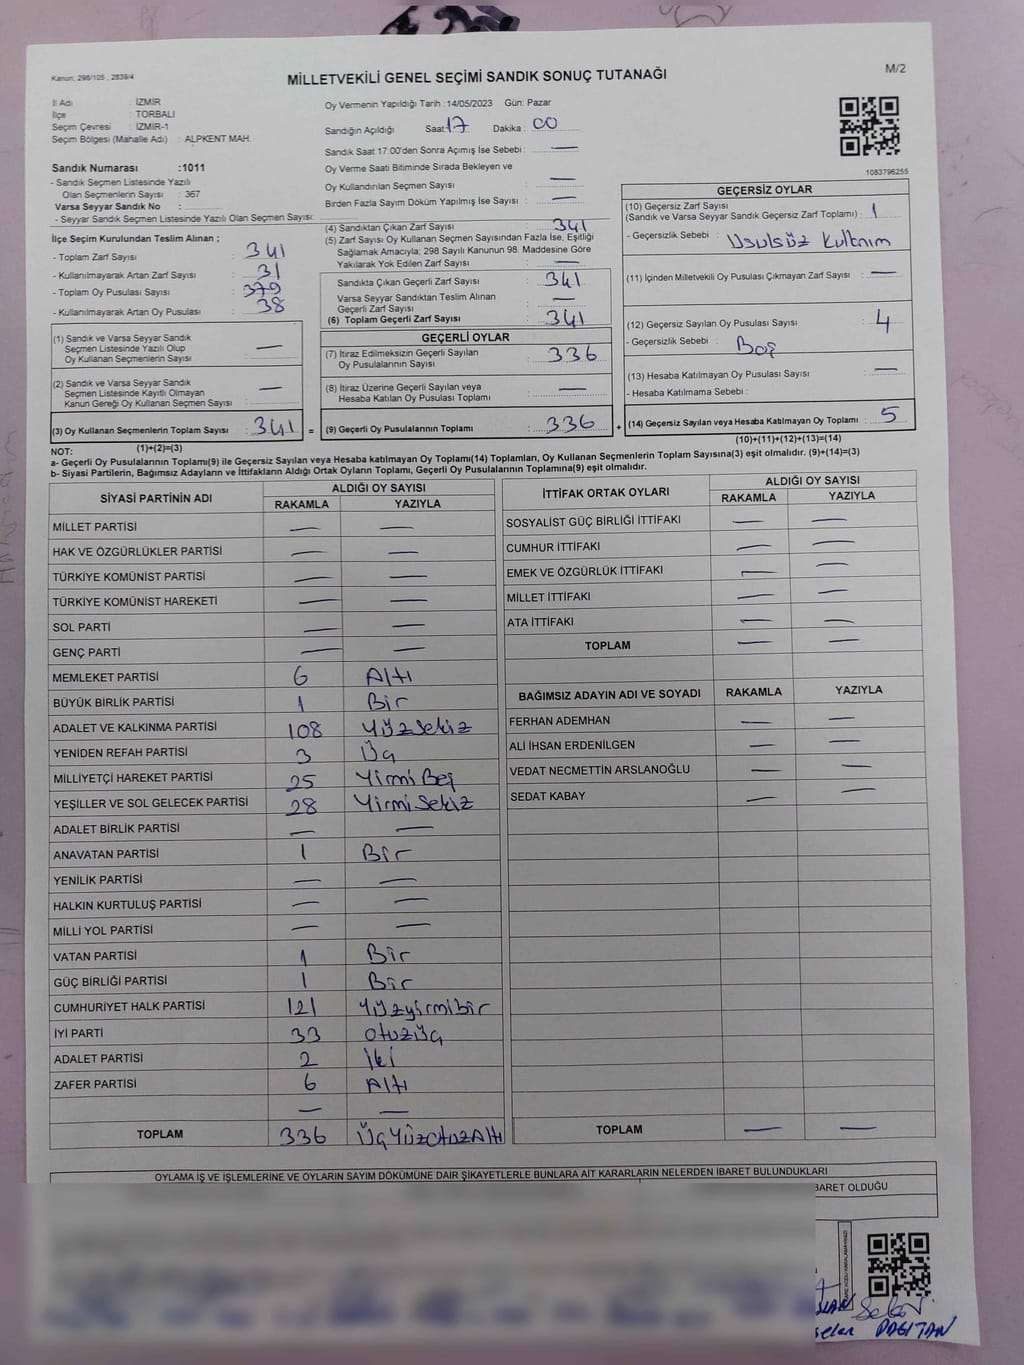 Kanun: 298/105 , 2839/4
MİLLETVEKİLİ GENEL SEÇİMİ SANDIK SONUÇ TUTANAĞI
M/2
İl Adı : İZMİR
İlçe : TORBALI
Seçim Çevresi : İZMİR-1
Seçim Bölgesi (Mahalle Adı) : ALPKENT MAH.
Sandık Numarası :1011
- Sandık Seçmen Listesinde Yazılı
Olan Seçmenlerin Sayısı : 367
Varsa Seyyar Sandık No :
- Seyyar Sandık Seçmen Listesinde Yazılı Olan Seçmen Sayısı:
İlçe Seçim Kurulundan Teslim Alınan ;
- Toplam Zarf Sayısı : 341
- Kullanılmayarak Artan Zarf Sayısı : 31
- Toplam Oy Pusulası Sayısı : 379
- Kullanılmayarak Artan Oy Pusulası : 38
(1) Sandık ve Varsa Seyyar Sandık
Seçmen Listesinde Yazılı Olup
Oy Kullanan Seçmenlerin Sayısı : —
(2) Sandık ve Varsa Seyyar Sandık
Seçmen Listesinde Kayıtlı Olmayan
Kanun Gereği Oy Kullanan Seçmen Sayısı : —
(3) Oy Kullanan Seçmenlerin Toplam Sayısı : 341 =
(1)+(2)=(3)
Oy Vermenin Yapıldığı Tarih : 14/05/2023 Gün: Pazar
Sandığın Açıldığı Saat: 17 Dakika : 00
Sandık Saat 17:00'den Sonra Açımış İse Sebebi : —
Oy Verme Saati Bitiminde Sırada Bekleyen ve
Oy Kullandırılan Seçmen Sayısı : —
Birden Fazla Sayım Döküm Yapılmış İse Sayısı : —
(4) Sandıktan Çıkan Zarf Sayısı : 341
(5) Zarf Sayısı Oy Kullanan Seçmen Sayısından Fazla İse, Eşitliği
Sağlamak Amacıyla; 298 Sayılı Kanunun 98. Maddesine Göre
Yakılarak Yok Edilen Zarf Sayısı : —
Sandıkta Çıkan Geçerli Zarf Sayısı : 341
Varsa Seyyar Sandıktan Teslim Alınan
Geçerli Zarf Sayısı : —
(6) Toplam Geçerli Zarf Sayısı : 341
GEÇERLİ OYLAR
(7) İtiraz Edilmeksizin Geçerli Sayılan
Oy Pusulalarının Sayısı : 336
(8) İtiraz Üzerine Geçerli Sayılan veya
Hesaba Katılan Oy Pusulası Toplamı : —
(9) Geçerli Oy Pusulalarının Toplamı : 336 +
1083796255
GEÇERSİZ OYLAR
(10) Geçersiz Zarf Sayısı
(Sandık ve Varsa Seyyar Sandık Geçersiz Zarf Toplamı) : 1
- Geçersizlik Sebebi : Usulsüz Kullanım
(11) İçinden Milletvekili Oy Pusulası Çıkmayan Zarf Sayısı : —
(12) Geçersiz Sayılan Oy Pusulası Sayısı : 4
- Geçersizlik Sebebi : Boş
(13) Hesaba Katılmayan Oy Pusulası Sayısı : —
- Hesaba Katılmama Sebebi :
(14) Geçersiz Sayılan veya Hesaba Katılmayan Oy Toplamı : 5
(10)+(11)+(12)+(13)=(14)
NOT:
a- Geçerli Oy Pusulalarının Toplamı(9) ile Geçersiz Sayılan veya Hesaba Katılmayan Oy Toplamı(14) Toplamları, Oy Kullanan Seçmenlerin Toplam Sayısına(3) eşit olmalıdır. (9)+(14)=(3)
b- Siyasi Partilerin, Bağımsız Adayların ve İttifakların Aldığı Ortak Oyların Toplamı, Geçerli Oy Pusulalarının Toplamına(9) eşit olmalıdır.
SİYASİ PARTİNİN ADI
ALDIĞI OY SAYISI
RAKAMLA YAZIYLA
MİLLET PARTİSİ — —
HAK VE ÖZGÜRLÜKLER PARTİSİ — —
TÜRKİYE KOMÜNİST PARTİSİ — —
TÜRKİYE KOMÜNİST HAREKETİ — —
SOL PARTİ — —
GENÇ PARTİ — —
MEMLEKET PARTİSİ 6 Altı
BÜYÜK BİRLİK PARTİSİ 1 Bir
ADALET VE KALKINMA PARTİSİ 108 Yüzsekiz
YENİDEN REFAH PARTİSİ 3 Üç
MİLLİYETÇİ HAREKET PARTİSİ 25 Yirmi Beş
YEŞİLLER VE SOL GELECEK PARTİSİ 28 Yirmi Sekiz
ADALET BİRLİK PARTİSİ — —
ANAVATAN PARTİSİ 1 Bir
YENİLİK PARTİSİ — —
HALKIN KURTULUŞ PARTİSİ — —
MİLLİ YOL PARTİSİ — —
VATAN PARTİSİ 1 Bir
GÜÇ BİRLİĞİ PARTİSİ 1 Bir
CUMHURİYET HALK PARTİSİ 121 Yüzyirmibir
İYİ PARTİ 33 Otuzüç
ADALET PARTİSİ 2 İki
ZAFER PARTİSİ 6 Altı
— —
TOPLAM 336 ÜçYüzOtuzAltı
İTTİFAK ORTAK OYLARI
ALDIĞI OY SAYISI
RAKAMLA YAZIYLA
SOSYALİST GÜÇ BİRLİĞİ İTTİFAKI — —
CUMHUR İTTİFAKI — —
EMEK VE ÖZGÜRLÜK İTTİFAKI — —
MİLLET İTTİFAKI — —
ATA İTTİFAKI — —
TOPLAM — —
BAĞIMSIZ ADAYIN ADI VE SOYADI RAKAMLA YAZIYLA
FERHAN ADEMHAN — —
ALİ İHSAN ERDENİLGEN — —
VEDAT NECMETTİN ARSLANOĞLU — —
SEDAT KABAY — —
TOPLAM — —
OYLAMA İŞ VE İŞLEMLERİNE VE OYLARIN SAYIM DÖKÜMÜNE DAİR ŞİKAYETLERLE BUNLARA AİT KARARLARIN NELERDEN İBARET BULUNDUKLARI
BARET OLDUĞU